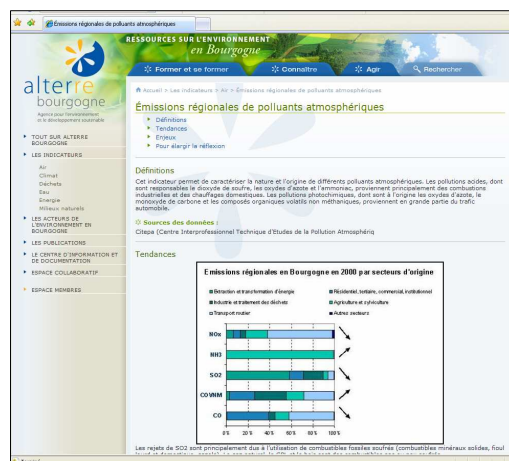 Émissions régionales de polluants atmosphériques
RESSOURCES SUR L'ENVIRONNEMENT
en Bourgogne
Former et se former
Connaître
Agir
Rechercher
alterre
bourgogne
Agence pour l'environnement
et le développement soutenable
TOUT SUR ALTERRE
BOURGOGNE
LES INDICATEURS
Air
Climat
Déchets
Eau
Energie
Milieux naturels
LES ACTEURS DE
L'ENVIRONNEMENT EN
BOURGOGNE
LES PUBLICATIONS
LE CENTRE D'INFORMATION ET
DE DOCUMENTATION
ESPACE COLLABORATIF
ESPACE MEMBRES
Accueil > Les indicateurs > Air > Émissions régionales de polluants atmosphériques
Émissions régionales de polluants atmosphériques
Définitions
Tendances
Enjeux
Pour élargir le réflexion
Définitions
Cet indicateur permet de caractériser la nature et l'origine de différents polluants atmosphériques. Les pollutions acides, dont
sont responsables le dioxyde de soufre, les oxydes d'azote et l'ammoniac, proviennent principalement des combustions
industrielles et des chauffages domestiques. Les pollutions photochimiques, dont sont à l'origine les oxydes d'azote, le
monoxyde de carbone et les composés organiques volatils non méthaniques, proviennent en grande partie du trafic
automobile.
Sources des données :
Citepa (Centre Interprofessionnel Technique d'Etudes de la Pollution Atmosphériq
Tendances
Emissions régionales en Bourgogne en 2000 par secteurs d'origine
Extraction et transformation d'énergie
Résidentiel, tertiaire, commercial, institutionnel
Industrie et traitement des déchets
Agriculture et sylviculture
Transport routier
Autres secteurs
NOx
NH3
SO2
COVNM
CO
0% 20% 40% 60% 80% 100%
Les rejets de SO2 sont principalement dus à l'utilisation de combustibles fossiles soufrés (combustibles minéraux solides, fioul